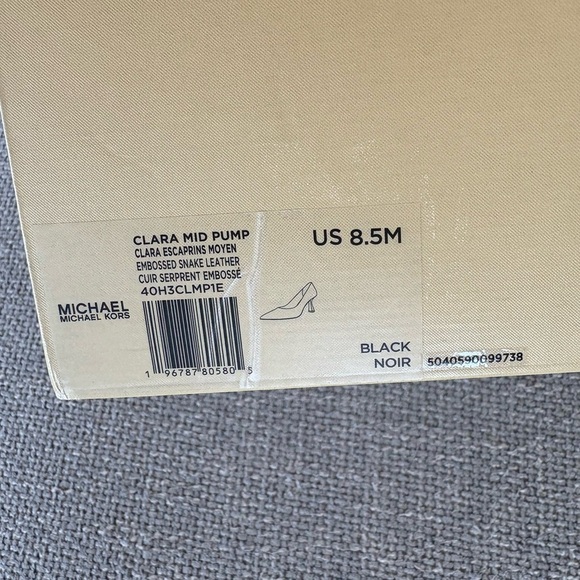 CLARA MID PUMP
CLARA ESCAPRINS MOYEN
EMBOSSED SNAKE LEATHER
CUIR SERPRENT EMBOSSÉ
40H3CLMP1E
US 8.5M
MICHAEL
MICHAEL KORS
1 96787 80580 5
BLACK
NOIR
5040590099738